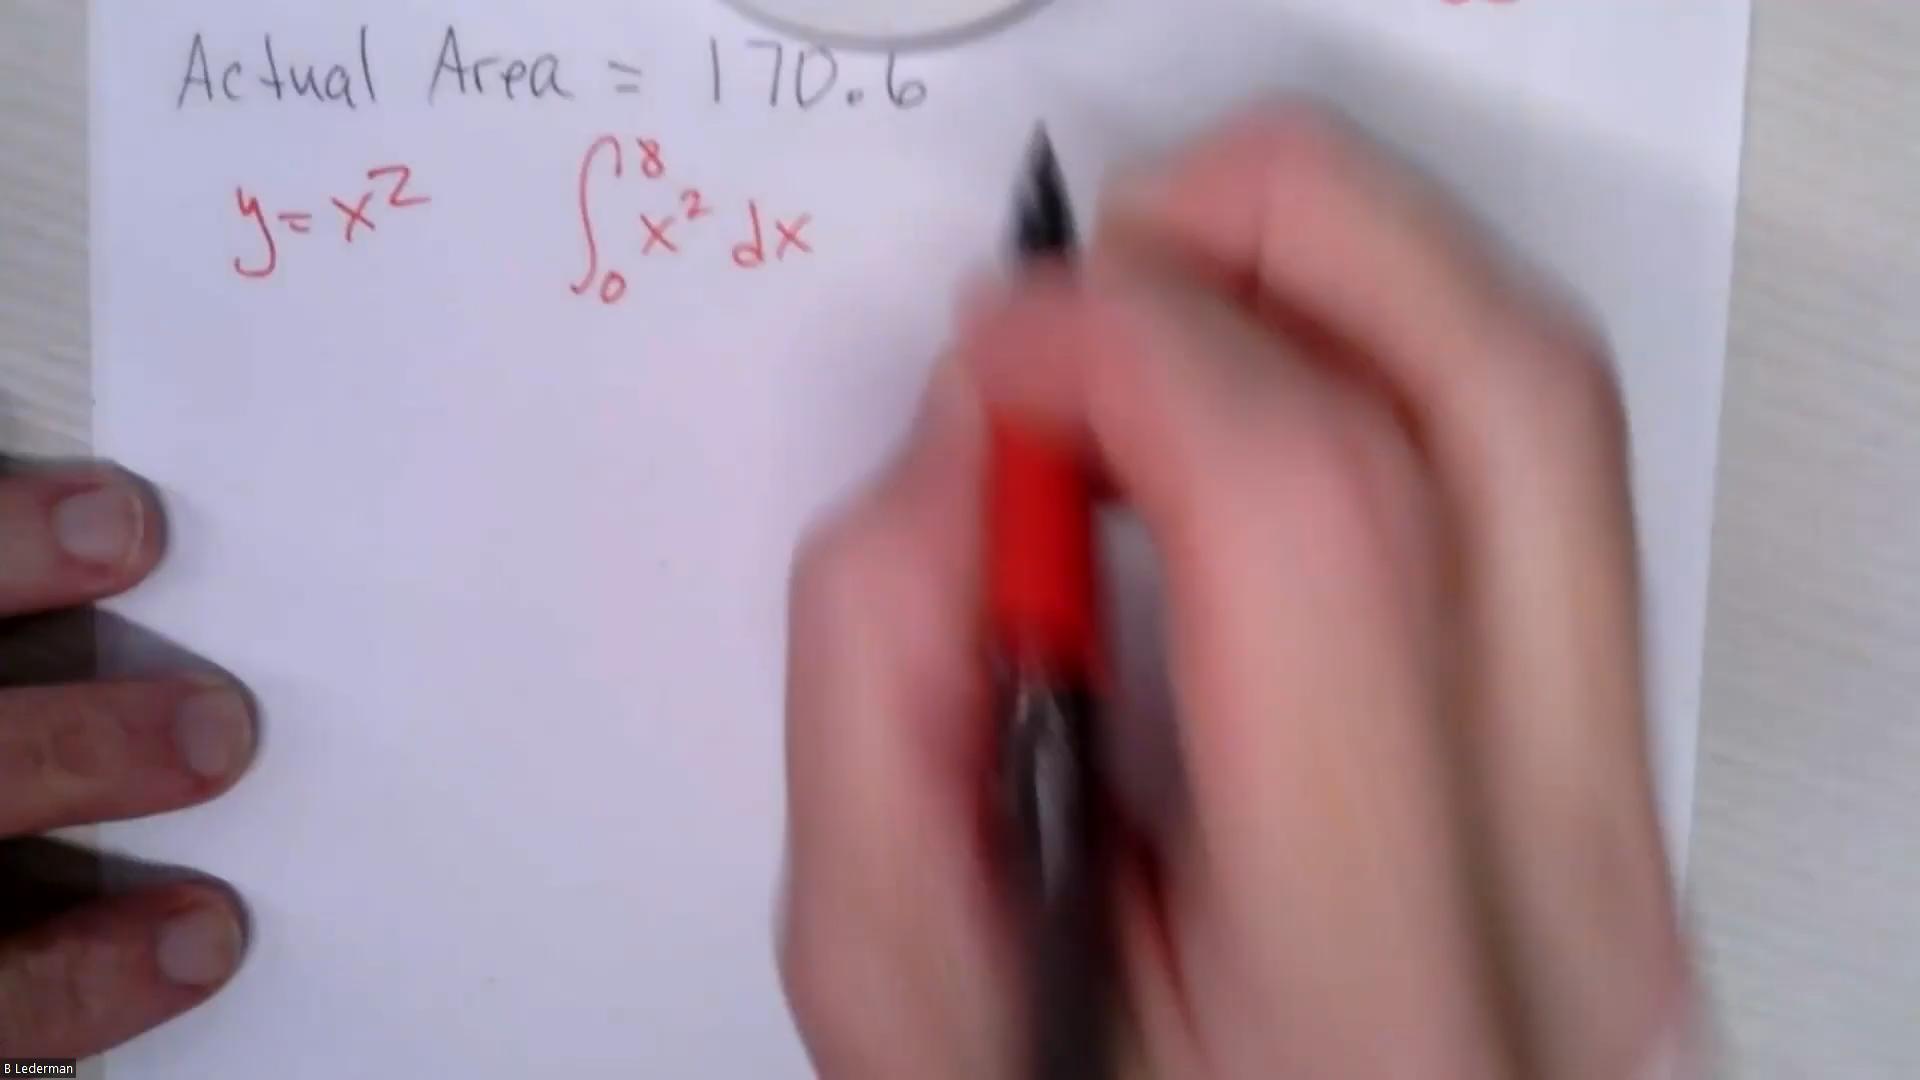 Actual Area = 170.6
y = x² ∫₀⁸ x² dx
B Lederman